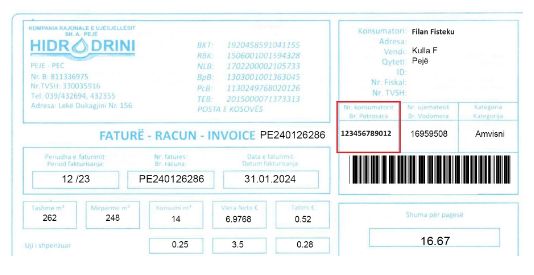 KOMPANIA RAJONALE E UJËSJELLËSIT
SH. A. PEJË
HIDRODRINI
PEJË - PEC
Nr. B: 811336975
Nr. TVSH: 330035916
Tel. 039/432694, 432355
Adresa: Lekë Dukagjini Nr. 156
BKT: 1920458591041155
RBK: 1506001001594328
NLB: 1702200002105733
BpB: 1303001001363045
PcB: 1130249768020126
TEB: 2015000071373313
POSTA E KOSOVËS
Konsumatori: Filan Fisteku
Adresa:
Vendi: Kulla F
Qyteti: Pejë
ID:
Nr. Fiskal:
Nr. TVSH:
Nr. konsumatorit Nr. ujëmatësit Kategoria
Br. Potrosaca Br. Vodomera Kategorija
123456789012 16959508 Amvisni
FATURË - RACUN - INVOICE PE240126286
Periudha e faturimit Nr. faturës Data e faturimit
Period fakturisanja Br. racuna Datum fakturisanja
12 /23 PE240126286 31.01.2024
Tashme m³ Mëparme m³ Konsumi m³ Vlera Neto € Tatimi €
262 248 14 6.9768 0.52
Shuma për pagesë
16.67
Uji i shpenzuar 0.25 3.5 0.28